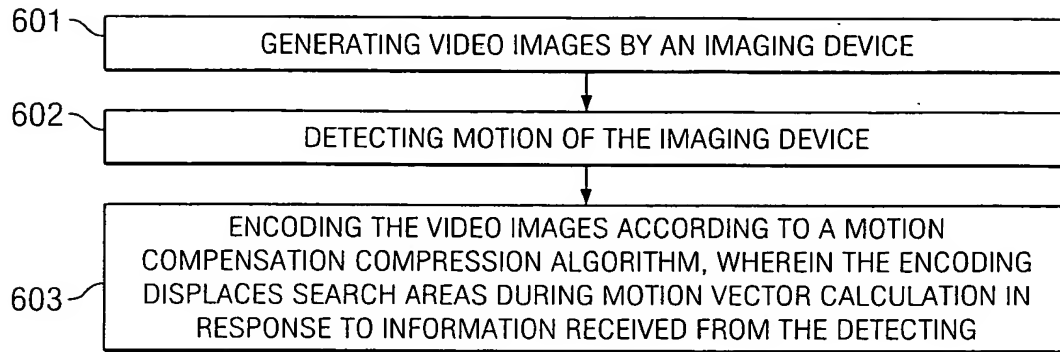 601
GENERATING VIDEO IMAGES BY AN IMAGING DEVICE
602
DETECTING MOTION OF THE IMAGING DEVICE
603
ENCODING THE VIDEO IMAGES ACCORDING TO A MOTION
COMPENSATION COMPRESSION ALGORITHM, WHEREIN THE ENCODING
DISPLACES SEARCH AREAS DURING MOTION VECTOR CALCULATION IN
RESPONSE TO INFORMATION RECEIVED FROM THE DETECTING